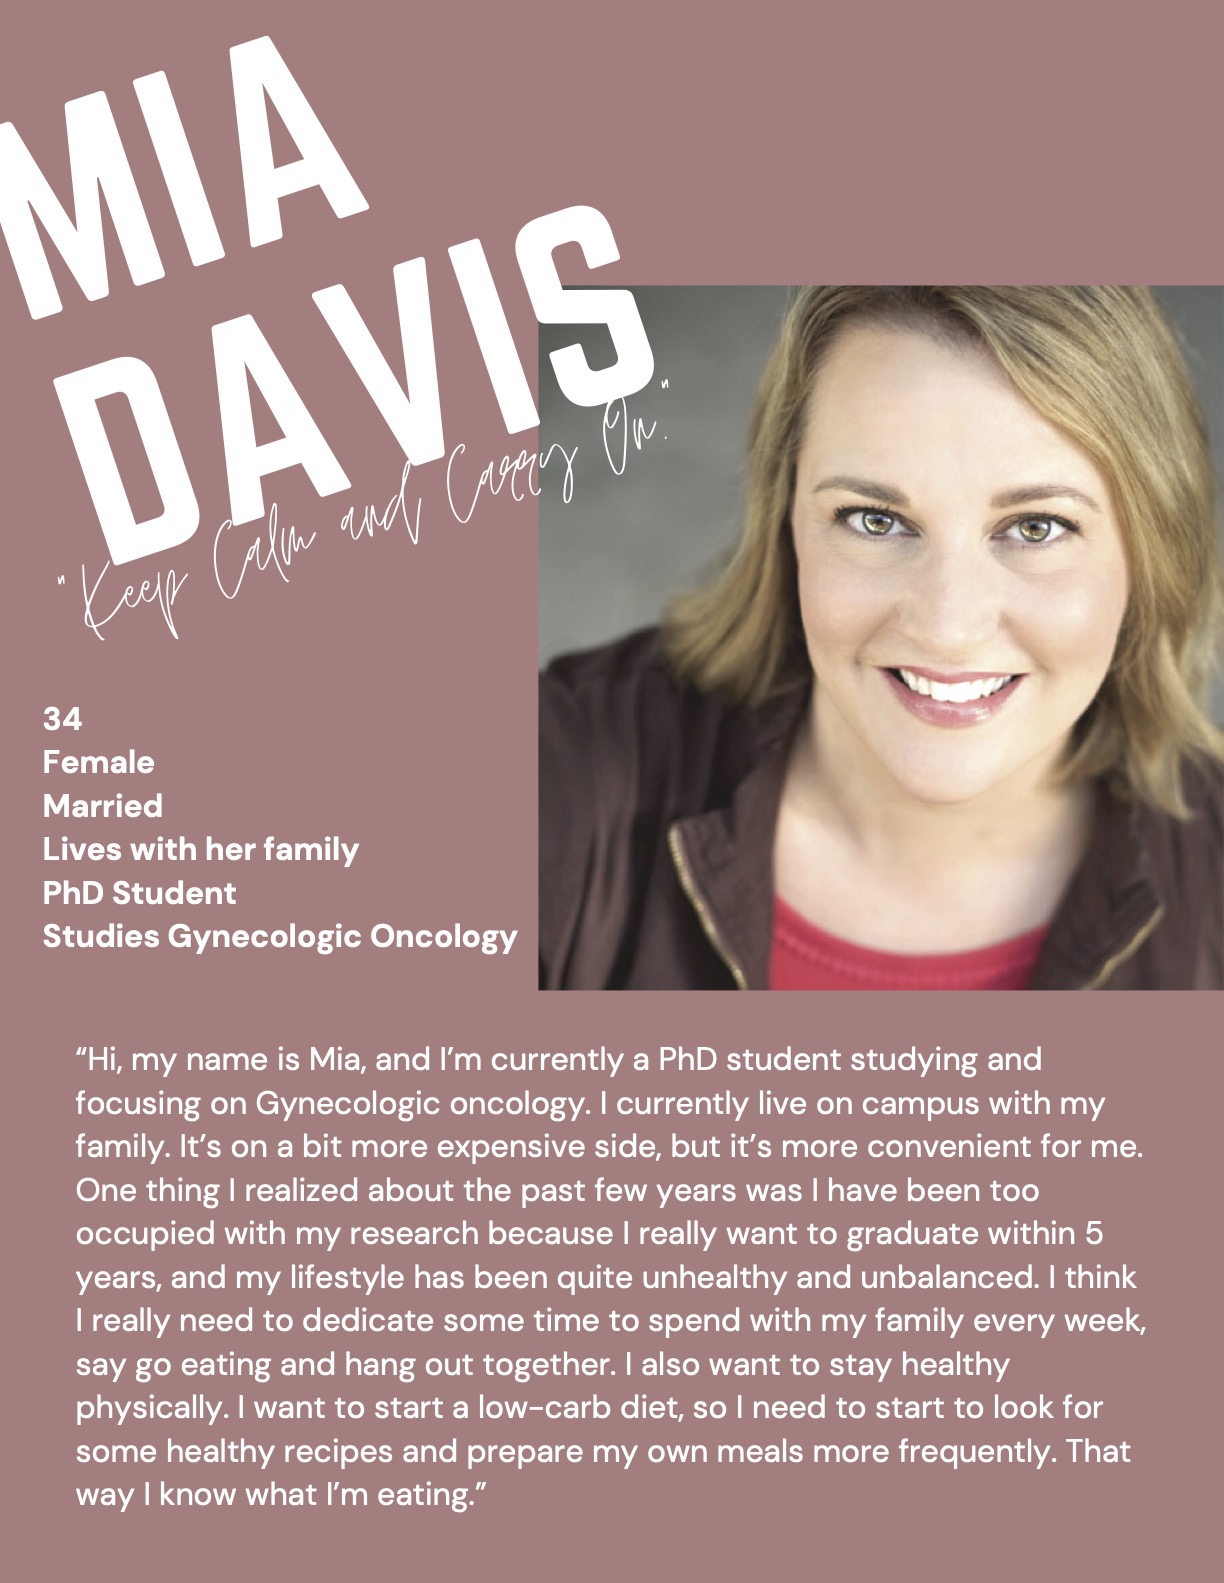 MIA
DAVIS
"Keep Calm and Carry On."
34
Female
Married
Lives with her family
PhD Student
Studies Gynecologic Oncology
“Hi, my name is Mia, and I’m currently a PhD student studying and
focusing on Gynecologic oncology. I currently live on campus with my
family. It’s on a bit more expensive side, but it’s more convenient for me.
One thing I realized about the past few years was I have been too
occupied with my research because I really want to graduate within 5
years, and my lifestyle has been quite unhealthy and unbalanced. I think
I really need to dedicate some time to spend with my family every week,
say go eating and hang out together. I also want to stay healthy
physically. I want to start a low-carb diet, so I need to start to look for
some healthy recipes and prepare my own meals more frequently. That
way I know what I’m eating.”